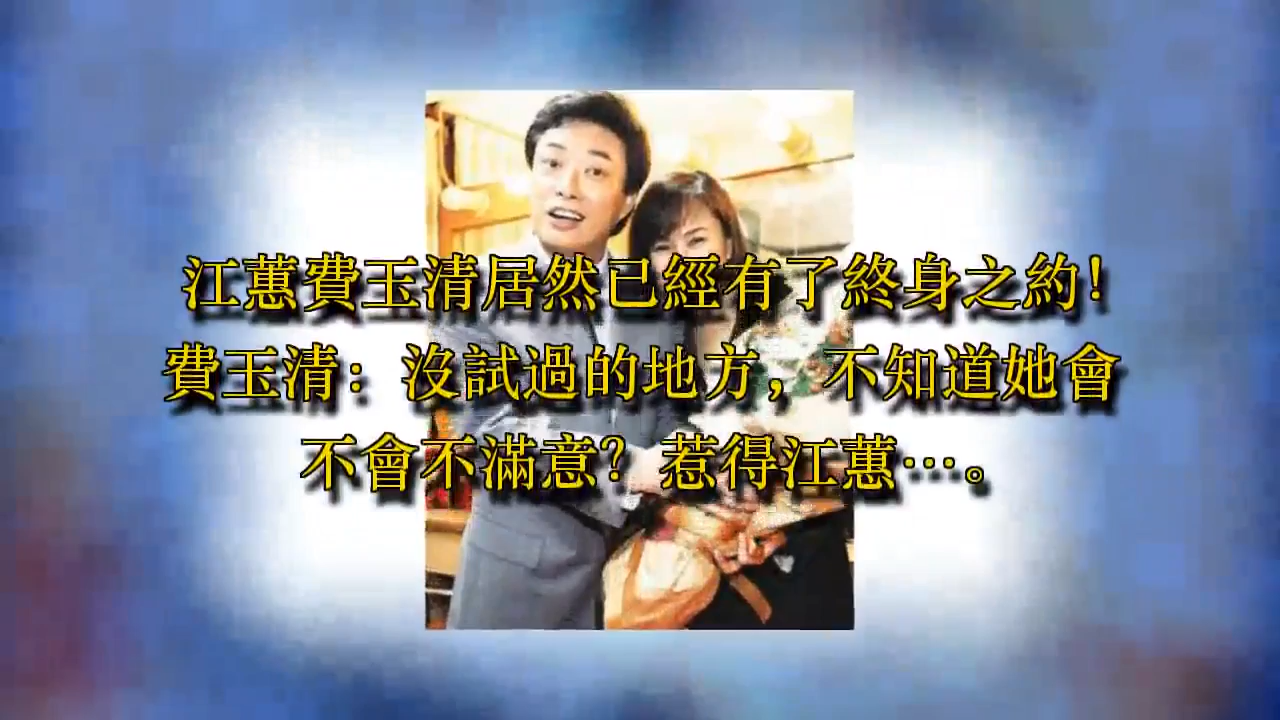 江蕙費玉清居然已經有了終身之約！
費玉清：沒試過的地方，不知道她會
不會不滿意？惹得江蕙…。